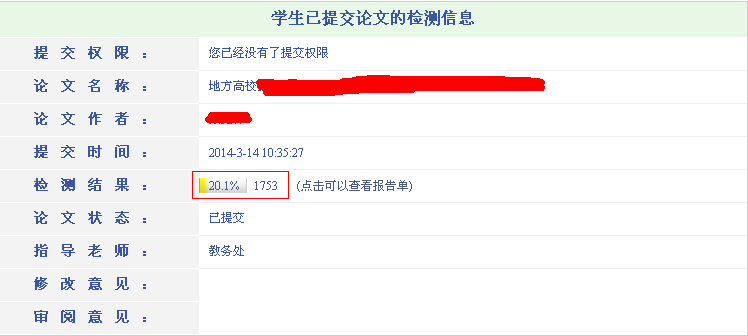 学生已提交论文的检测信息
提 交 权 限 ： 您已经没有了提交权限
论 文 名 称 ： 地方高校
论 文 作 者 ：
提 交 时 间 ： 2014-3-14 10:35:27
检 测 结 果 ： 20.1% 1753 (点击可以查看报告单)
论 文 状 态 ： 已提交
指 导 老 师 ： 教务处
修 改 意 见 ：
审 阅 意 见 ：